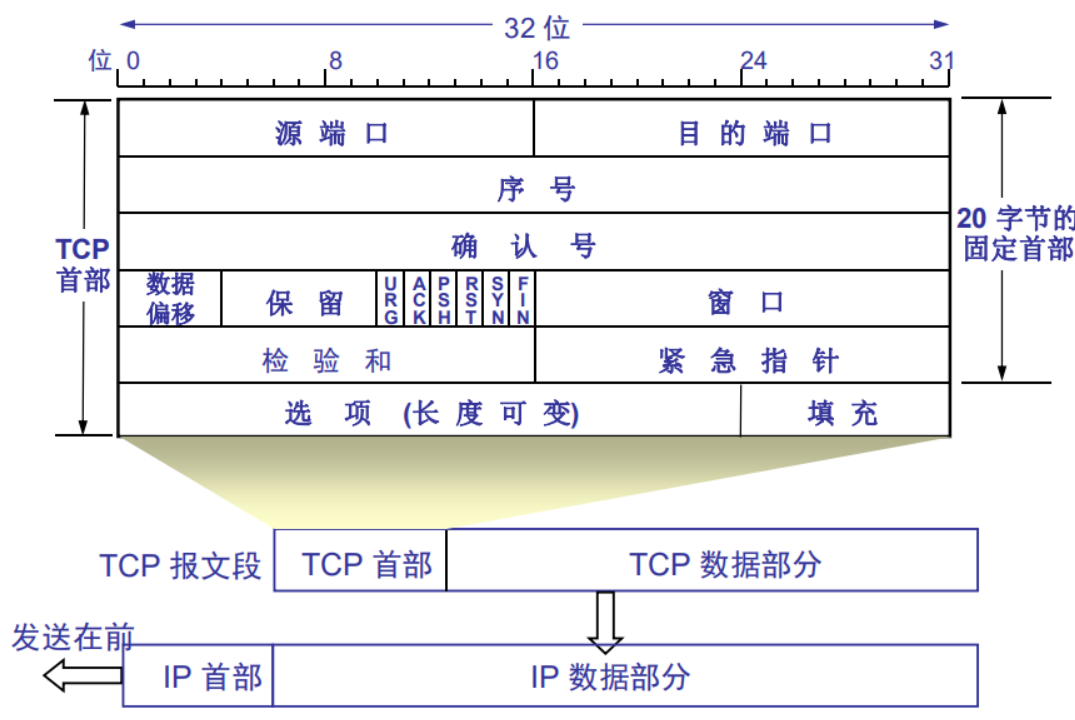 32 位
位 0 8 16 24 31
源 端 口 目 的 端 口
序 号
确 认 号
TCP
首部
20 字节的
固定首部
数据
偏移
保 留
URG
ACK
PSH
RST
SYN
FIN
窗 口
检 验 和 紧 急 指 针
选 项 (长 度 可 变) 填 充
TCP 报文段 TCP 首部 TCP 数据部分
发送在前
IP 首部 IP 数据部分